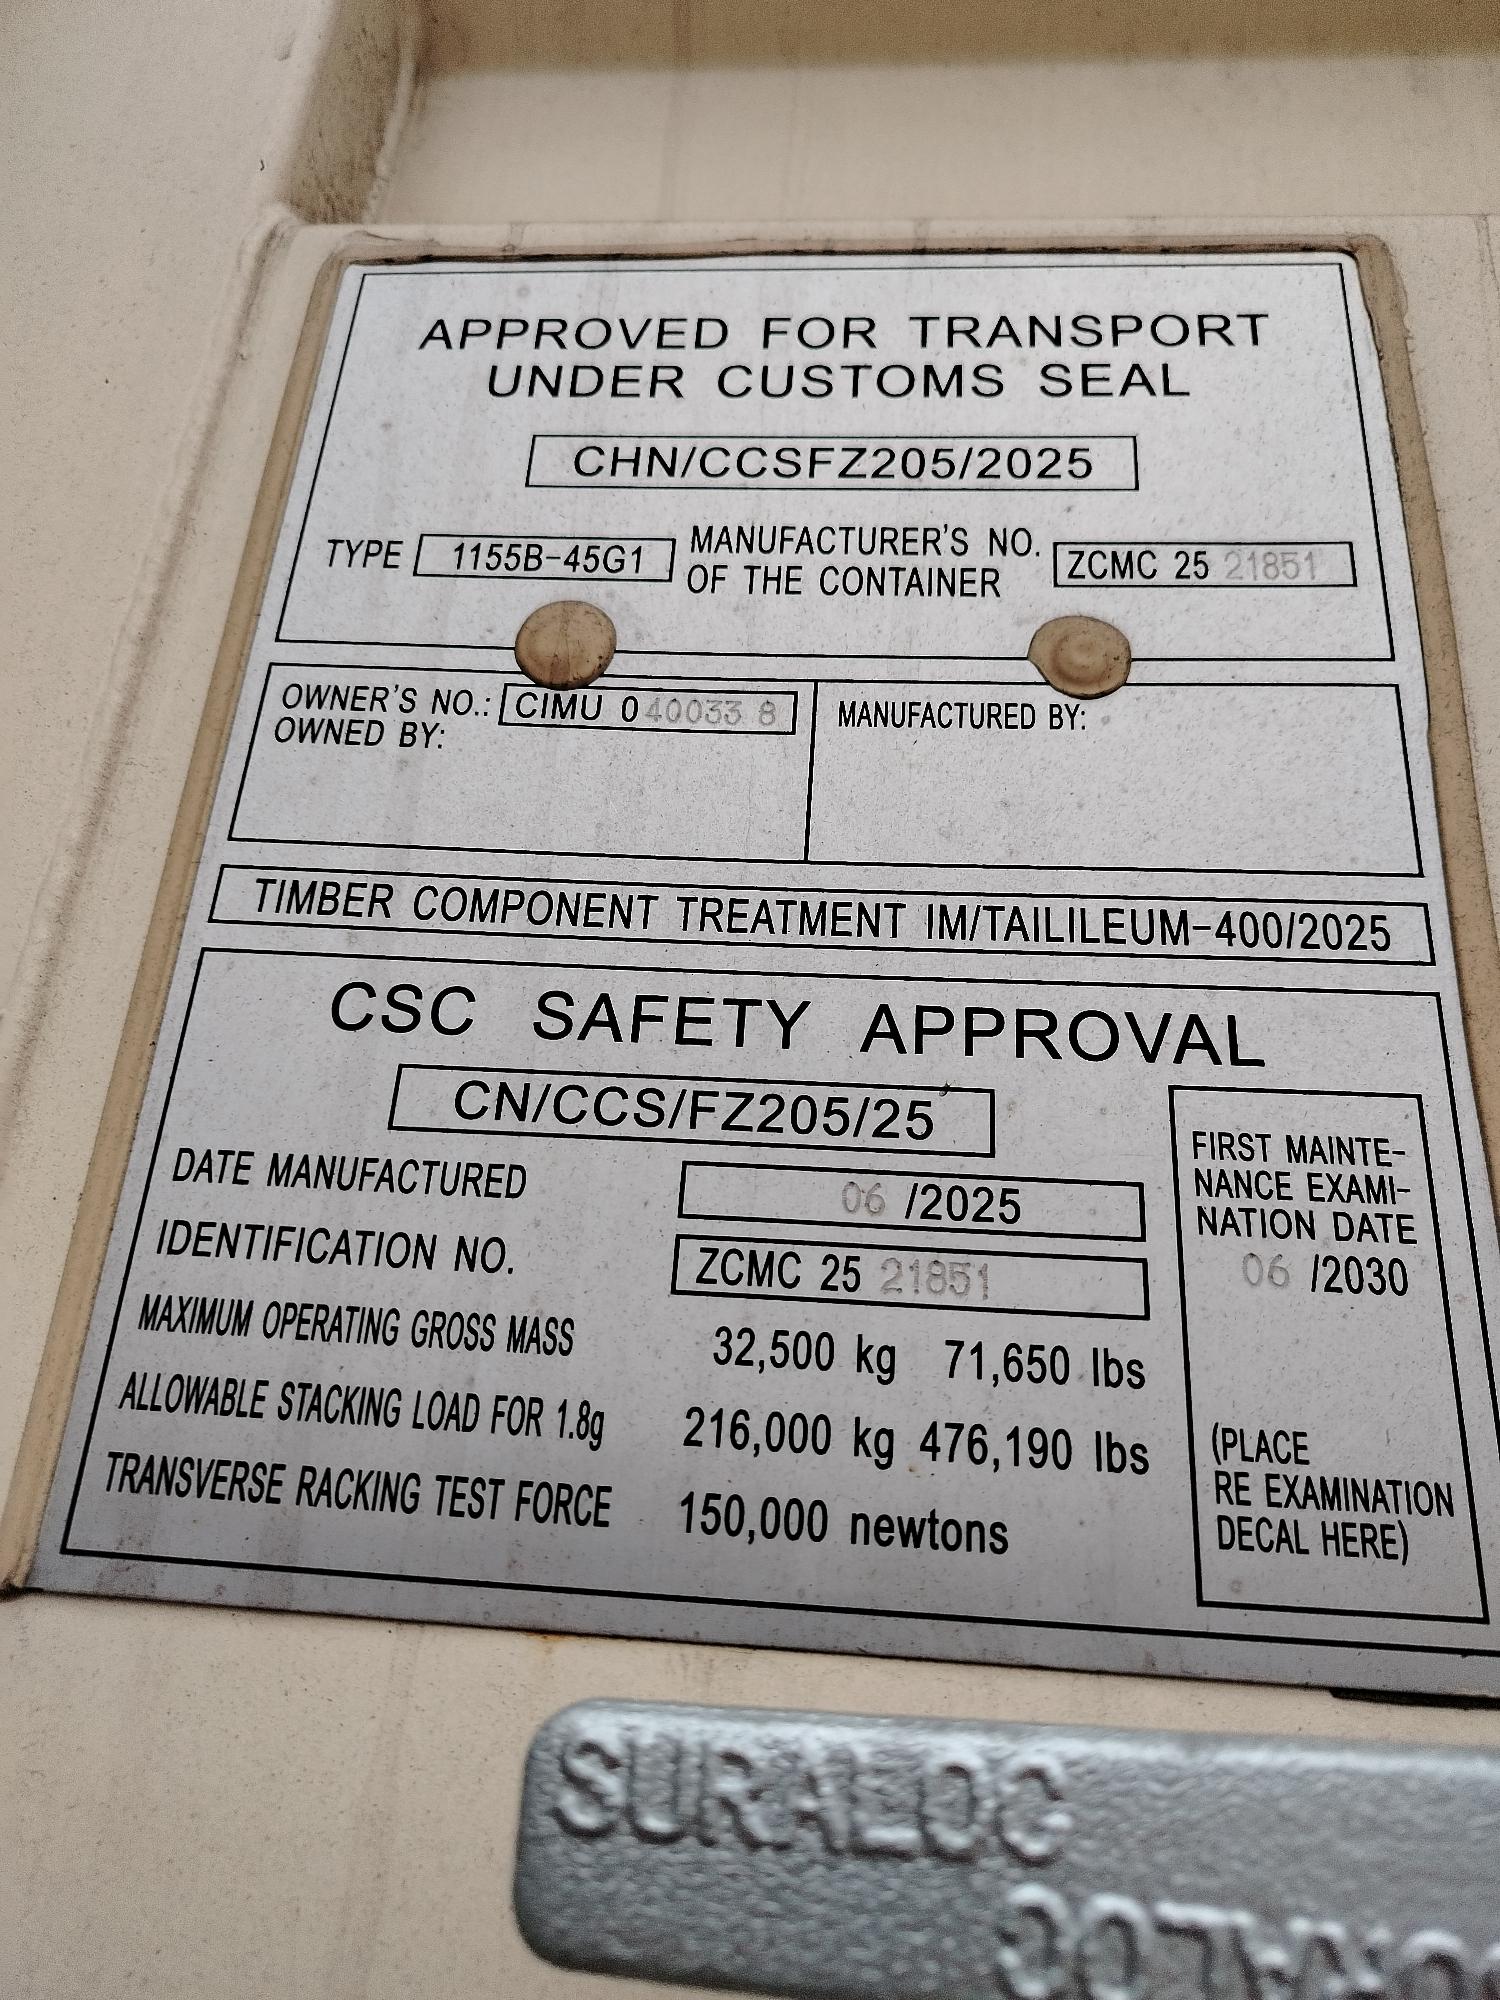 APPROVED FOR TRANSPORT
UNDER CUSTOMS SEAL
CHN/CCSFZ205/2025
TYPE 1155B-45G1 MANUFACTURER'S NO. OF THE CONTAINER ZCMC 25 21851
OWNER'S NO.: CIMU 0 40033 8
OWNED BY:
MANUFACTURED BY:
TIMBER COMPONENT TREATMENT IM/TAILILEUM-400/2025
CSC SAFETY APPROVAL
CN/CCS/FZ205/25
DATE MANUFACTURED 06 /2025
IDENTIFICATION NO. ZCMC 25 21851
MAXIMUM OPERATING GROSS MASS 32,500 kg 71,650 lbs
ALLOWABLE STACKING LOAD FOR 1.8g 216,000 kg 476,190 lbs
TRANSVERSE RACKING TEST FORCE 150,000 newtons
FIRST MAINTE-
NANCE EXAMI-
NATION DATE
06 /2030
(PLACE
RE EXAMINATION
DECAL HERE)
SURALOC